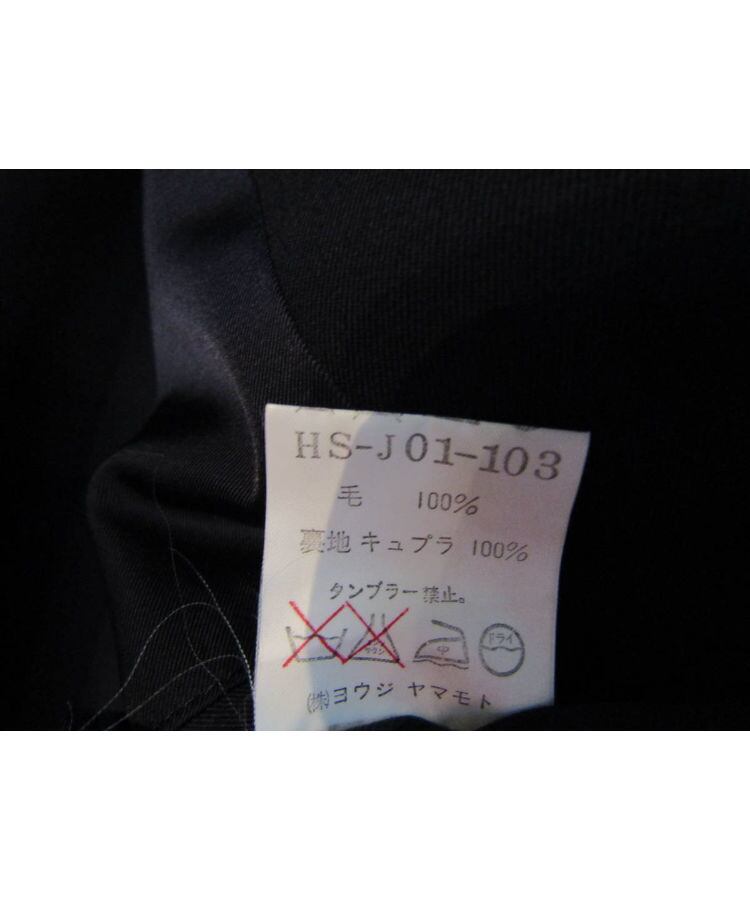 HS-J01-103
毛 100%
裏地 キュプラ 100%
タンブラー禁止。
中 ドライ
(株)ヨウジ ヤマモト